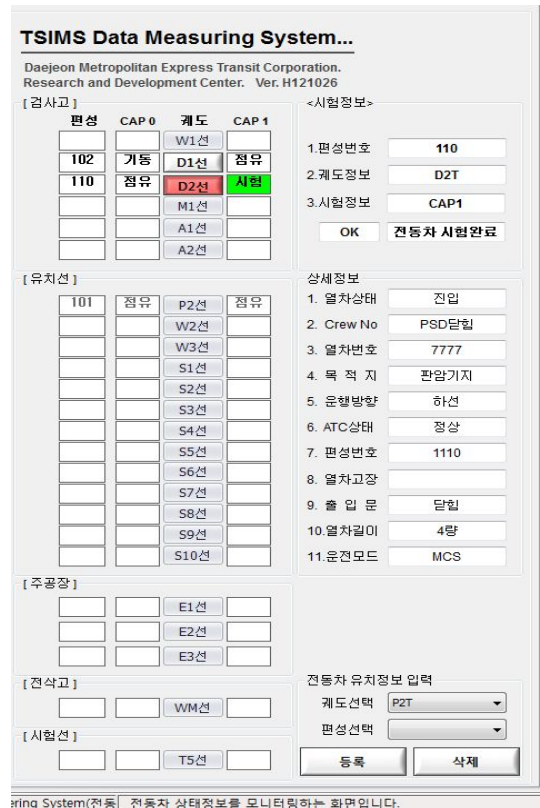 TSIMS Data Measuring System...
Daejeon Metropolitan Express Transit Corporation.
Research and Development Center. Ver. H121026
[ 검사고 ]
편성 CAP 0 궤도 CAP 1
W1선
102 기동 D1선 점유
110 점유 D2선 시험
M1선
A1선
A2선
<시험정보>
1.편성번호 110
2.궤도정보 D2T
3.시험정보 CAP1
OK 전동차 시험완료
[ 유치선 ]
101 점유 P2선 점유
W2선
W3선
S1선
S2선
S3선
S4선
S5선
S6선
S7선
S8선
S9선
S10선
상세정보
1. 열차상태 진입
2. Crew No PSD닫힘
3. 열차번호 7777
4. 목 적 지 판암기지
5. 운행방향 하선
6. ATC상태 정상
7. 편성번호 1110
8. 열차고장
9. 출 입 문 닫힘
10.열차길이 4량
11.운전모드 MCS
[ 주공장 ]
E1선
E2선
E3선
[ 전삭고 ]
WM선
[ 시험선 ]
T5선
전동차 유치정보 입력
궤도선택 P2T
편성선택
등록 삭제
ering System(전동 전동차 상태정보를 모니터링하는 화면입니다.